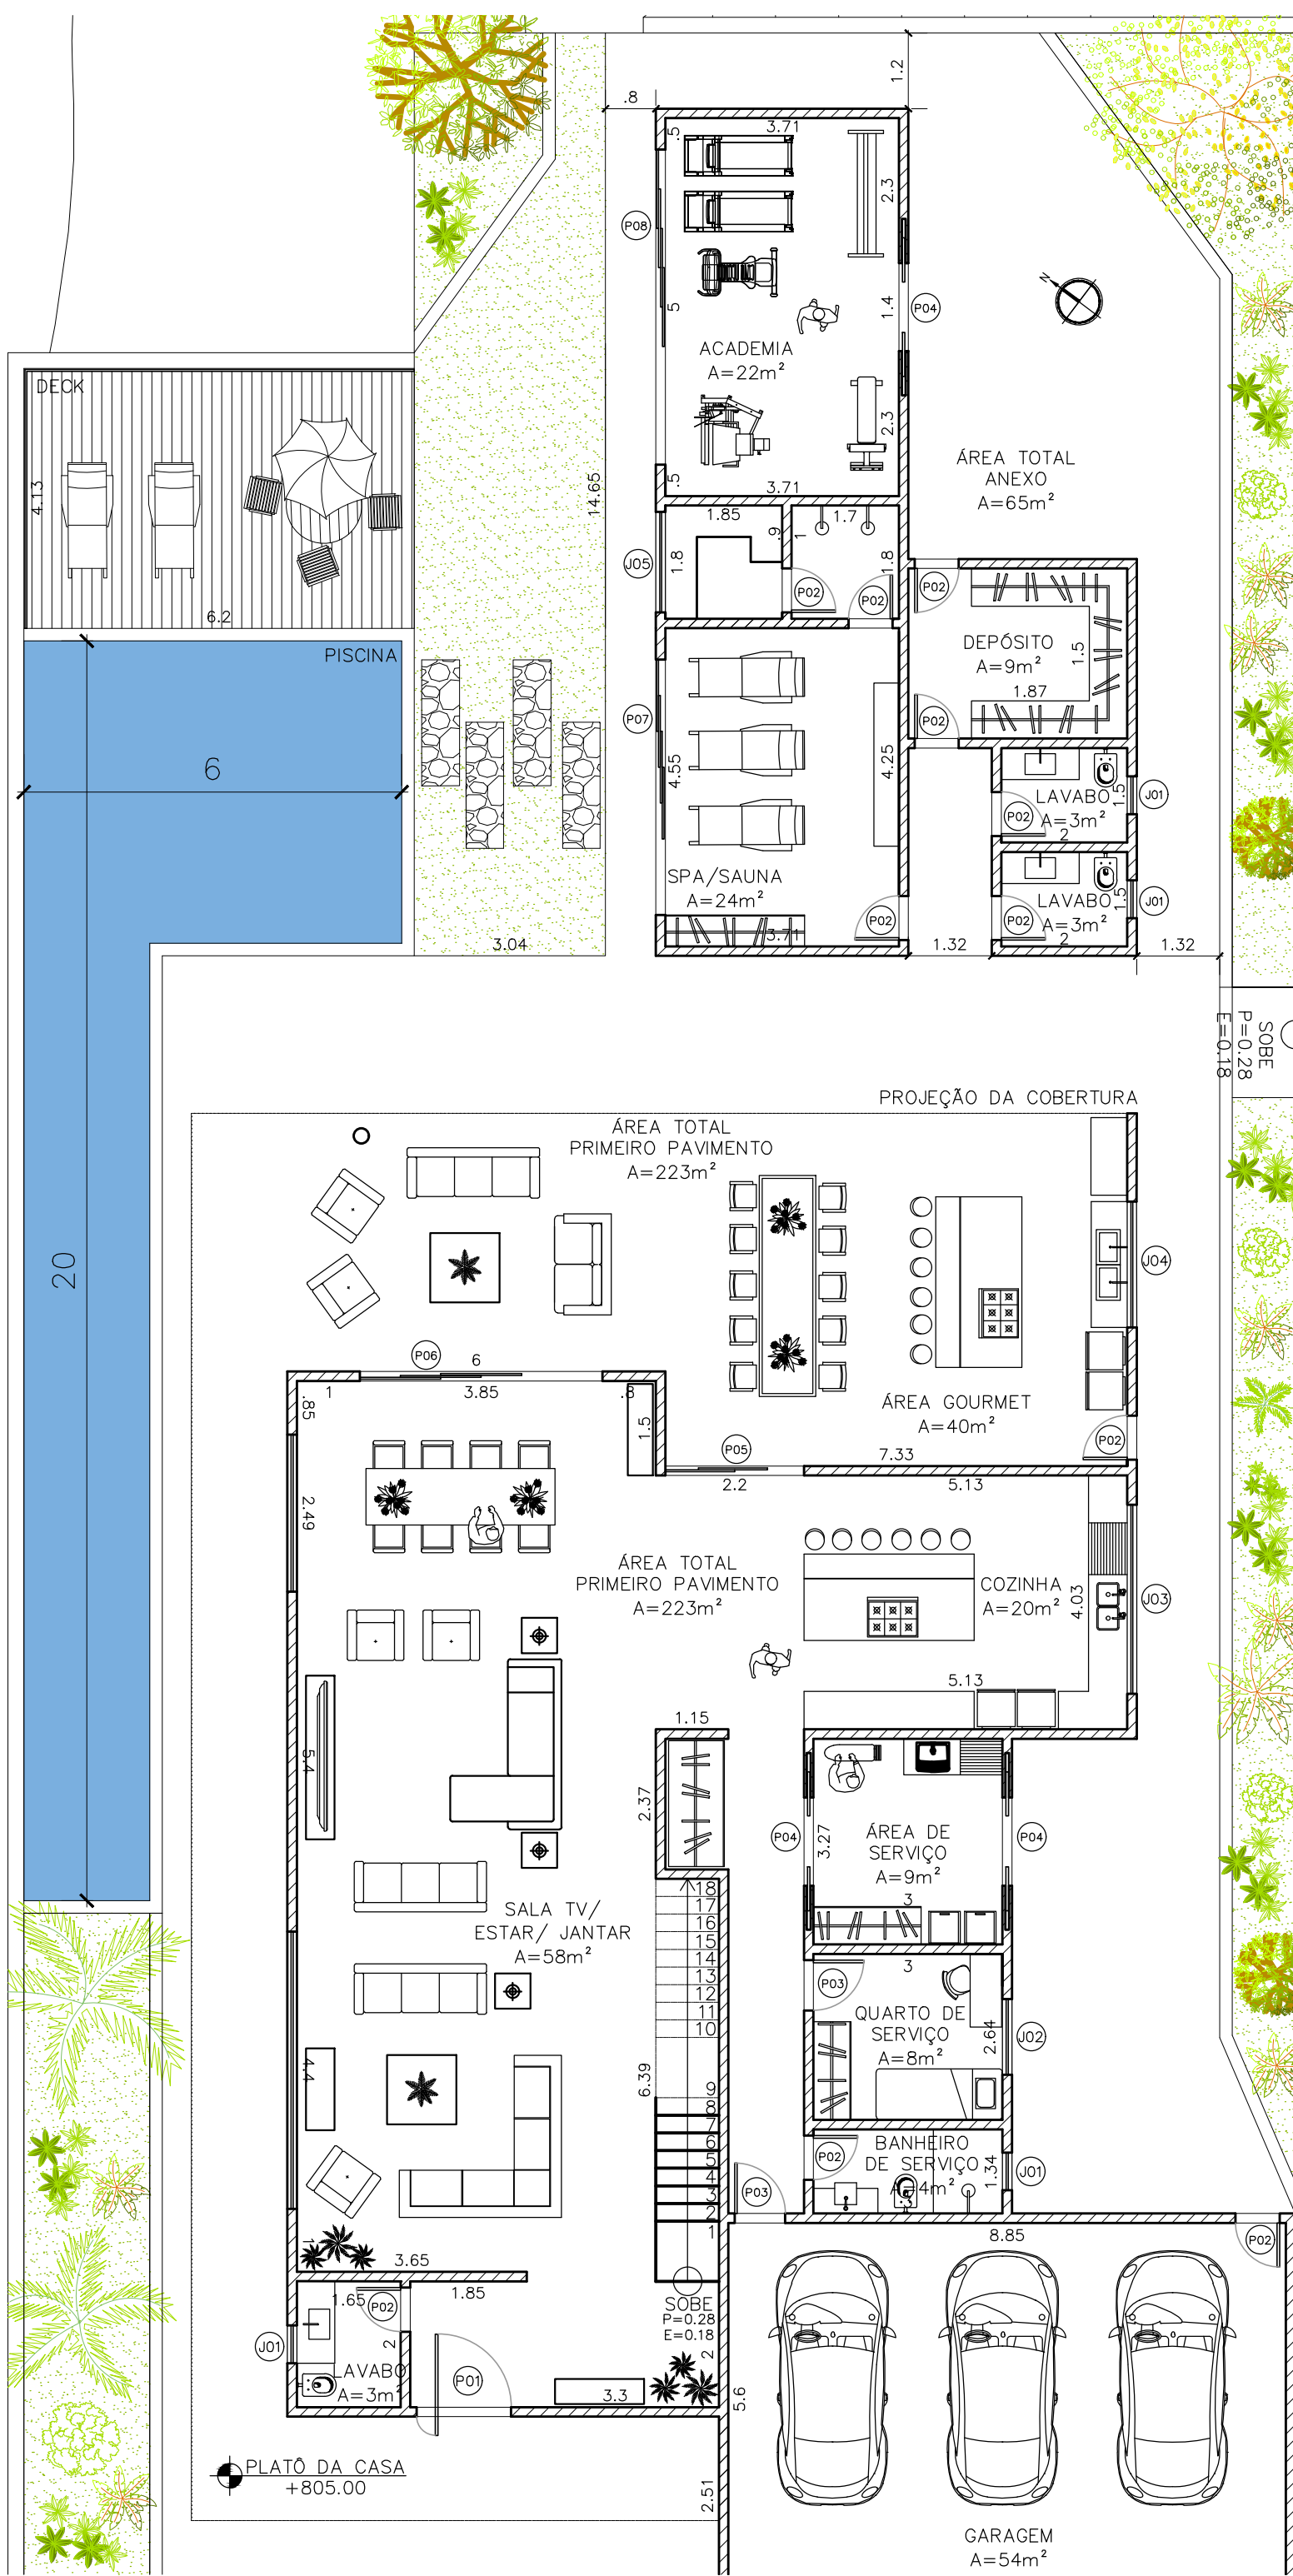 1.2
.8
3.71
.5
2.3
P08
N
5
1.4
P04
ACADEMIA
A=22m²
DECK
2.3
4.13
ÁREA TOTAL
ANEXO
A=65m²
14.65
.5
3.71
1.85
1.7
.9
1
J05
1.8
1.8
P02
P02
P02
6.2
DEPÓSITO
A=9m²
1.5
1.87
PISCINA
P07
P02
6
4.55
4.25
LAVABO
A=3m²
1.5
J01
P02
2
SPA/SAUNA
A=24m²
LAVABO
A=3m²
1.5
J01
P02
P02
2
3.71
3.04
1.32
1.32
SOBE
P=0.28
E=0.18
PROJEÇÃO DA COBERTURA
ÁREA TOTAL
PRIMEIRO PAVIMENTO
A=223m²
20
J04
P06
6
1
3.85
.8
.85
1.5
ÁREA GOURMET
A=40m²
P05
P02
7.33
2.2
5.13
2.49
ÁREA TOTAL
PRIMEIRO PAVIMENTO
A=223m²
COZINHA
A=20m²
4.03
J03
5.13
1.15
5.4
2.37
P04
3.27
ÁREA DE
SERVIÇO
A=9m²
P04
3
18
17
16
15
14
13
12
11
10
9
8
7
6
5
4
3
2
1
SALA TV/
ESTAR/ JANTAR
A=58m²
3
P03
QUARTO DE
SERVIÇO
A=8m²
2.64
J02
4.4
6.39
BANHEIRO
DE SERVIÇO
A=4m²
P02
1.34
J01
3
P03
8.85
P02
1
3.65
1.65
1.85
P02
SOBE
P=0.28
E=0.18
J01
2
LAVABO
A=3m²
P01
2
3.3
5.6
PLATÔ DA CASA
+805.00
2.51
GARAGEM
A=54m²